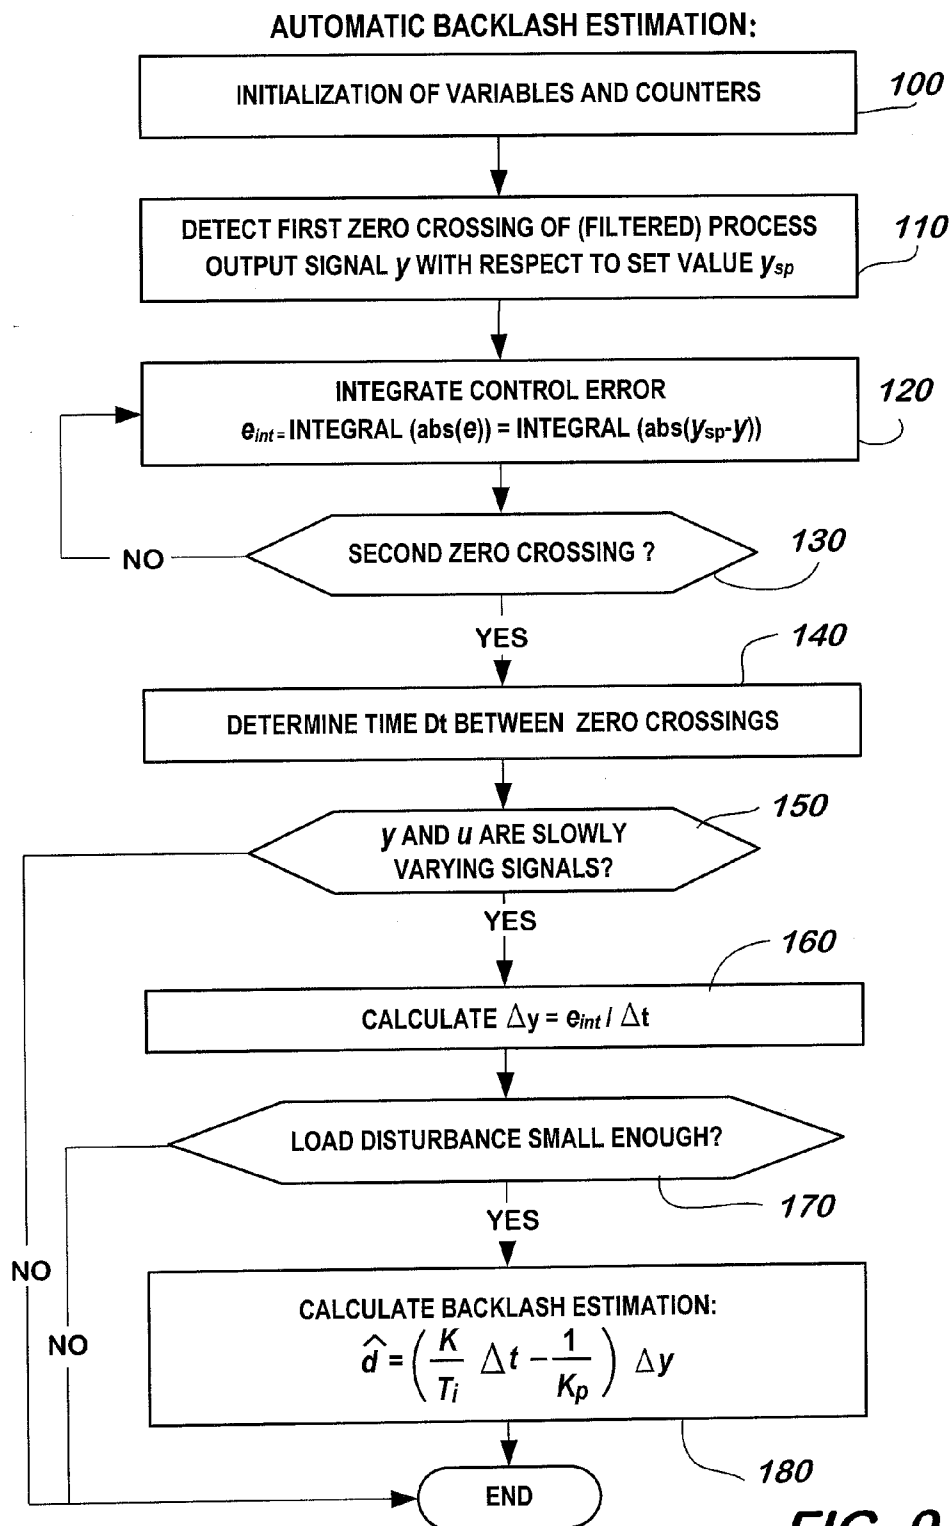 AUTOMATIC BACKLASH ESTIMATION:
INITIALIZATION OF VARIABLES AND COUNTERS
100
DETECT FIRST ZERO CROSSING OF (FILTERED) PROCESS
OUTPUT SIGNAL y WITH RESPECT TO SET VALUE ysp
110
INTEGRATE CONTROL ERROR
eint = INTEGRAL (abs(e)) = INTEGRAL (abs(ysp-y))
120
SECOND ZERO CROSSING ?
130
NO
YES
140
DETERMINE TIME Dt BETWEEN ZERO CROSSINGS
150
y AND u ARE SLOWLY
VARYING SIGNALS?
YES
160
CALCULATE Δy = eint / Δt
LOAD DISTURBANCE SMALL ENOUGH?
170
YES
NO
NO
CALCULATE BACKLASH ESTIMATION:
d̂ = (K/Ti Δt − 1/Kp) Δy
180
END